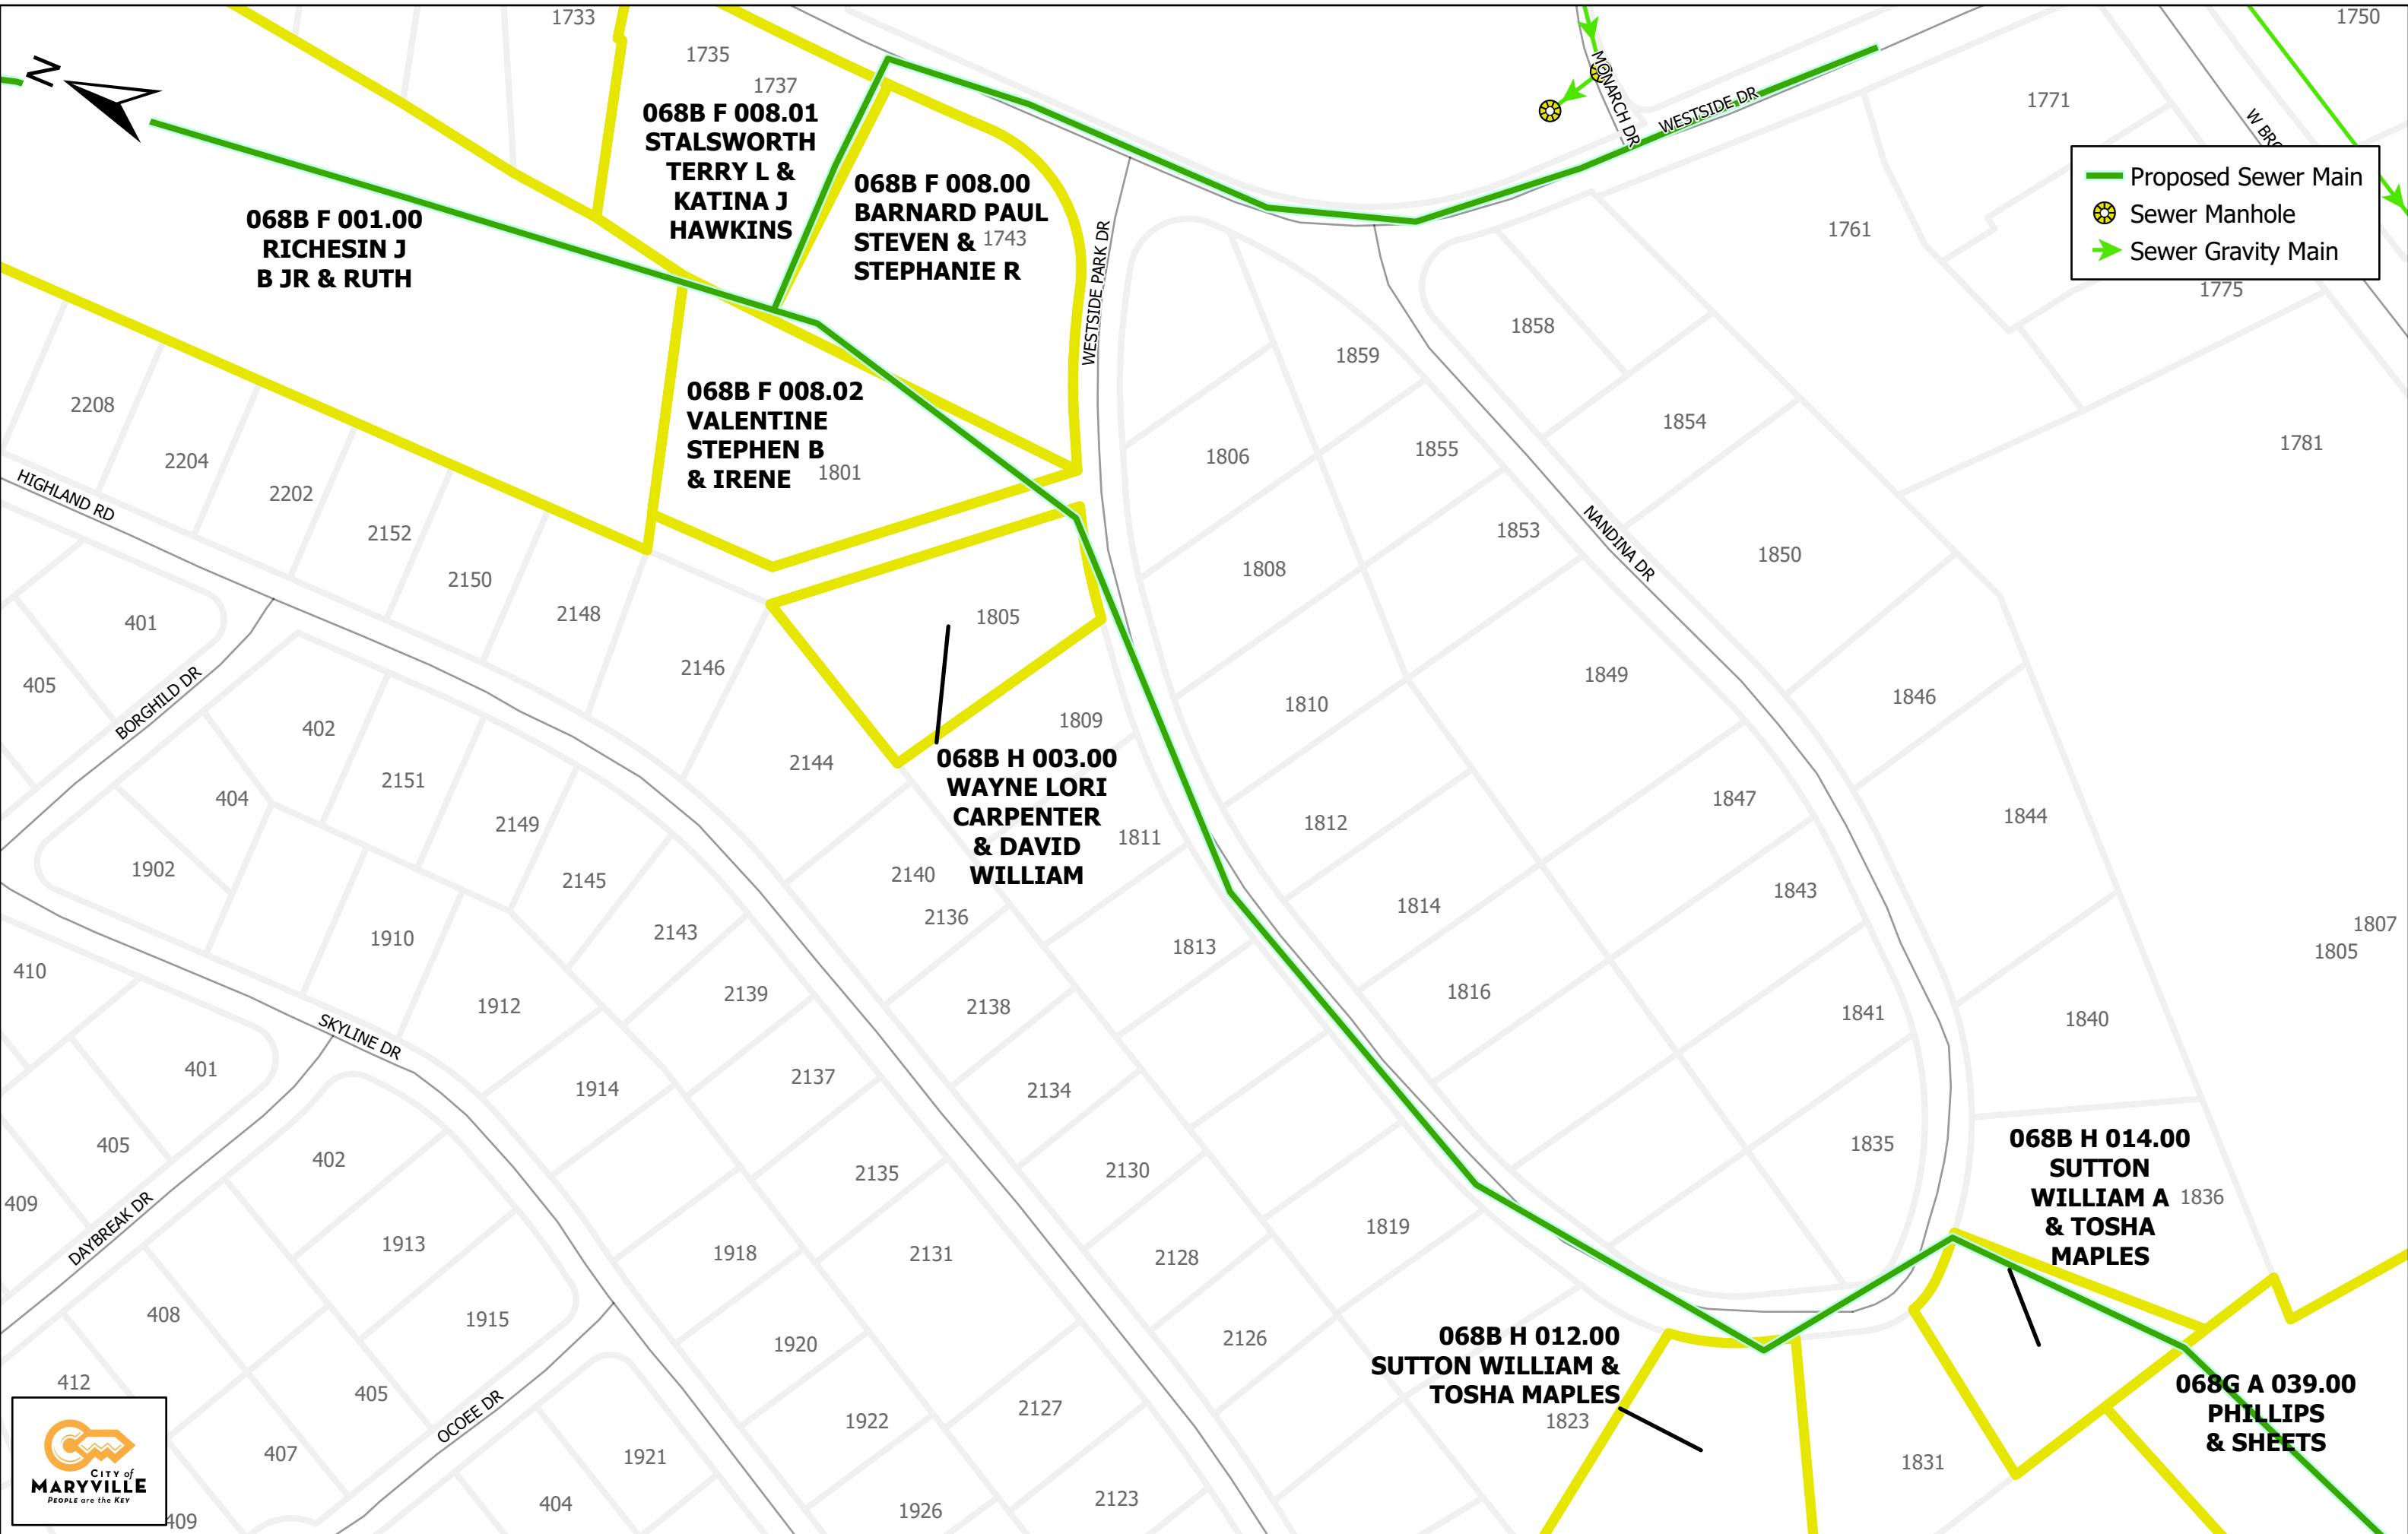 1733
1735
1737
1750
N
MONARCH DR
WESTSIDE DR
1771
W BRO
Proposed Sewer Main
Sewer Manhole
Sewer Gravity Main
068B F 008.01
STALSWORTH
TERRY L &
KATINA J
HAWKINS
068B F 008.00
BARNARD PAUL
STEVEN &
STEPHANIE R
1743
068B F 001.00
RICHESIN J
B JR & RUTH
WESTSIDE PARK DR
1761
1775
1858
1859
068B F 008.02
VALENTINE
STEPHEN B
& IRENE
1801
2208
2204
2202
2152
2150
2148
2146
2144
HIGHLAND RD
1806
1855
1854
1781
1808
1853
NANDINA DR
1850
1805
401
405
BORGHILD DR
402
404
2151
2149
2145
1902
1809
1810
1849
1846
068B H 003.00
WAYNE LORI
CARPENTER
& DAVID
WILLIAM
1811
1812
1847
1844
2140
2136
1814
1843
1807
1805
1910
2143
1813
410
1912
2139
2138
1816
1841
1840
SKYLINE DR
401
1914
2137
2134
405
402
2135
2130
1835
068B H 014.00
SUTTON
WILLIAM A
& TOSHA
MAPLES
1836
409
DAYBREAK DR
1913
1918
2131
2128
1819
408
1915
1920
2126
068B H 012.00
SUTTON WILLIAM &
TOSHA MAPLES
1823
068G A 039.00
PHILLIPS
& SHEETS
412
405
OCOEE DR
1922
2127
407
1921
1831
404
1926
2123
409
CITY of
MARYVILLE
PEOPLE are the KEY